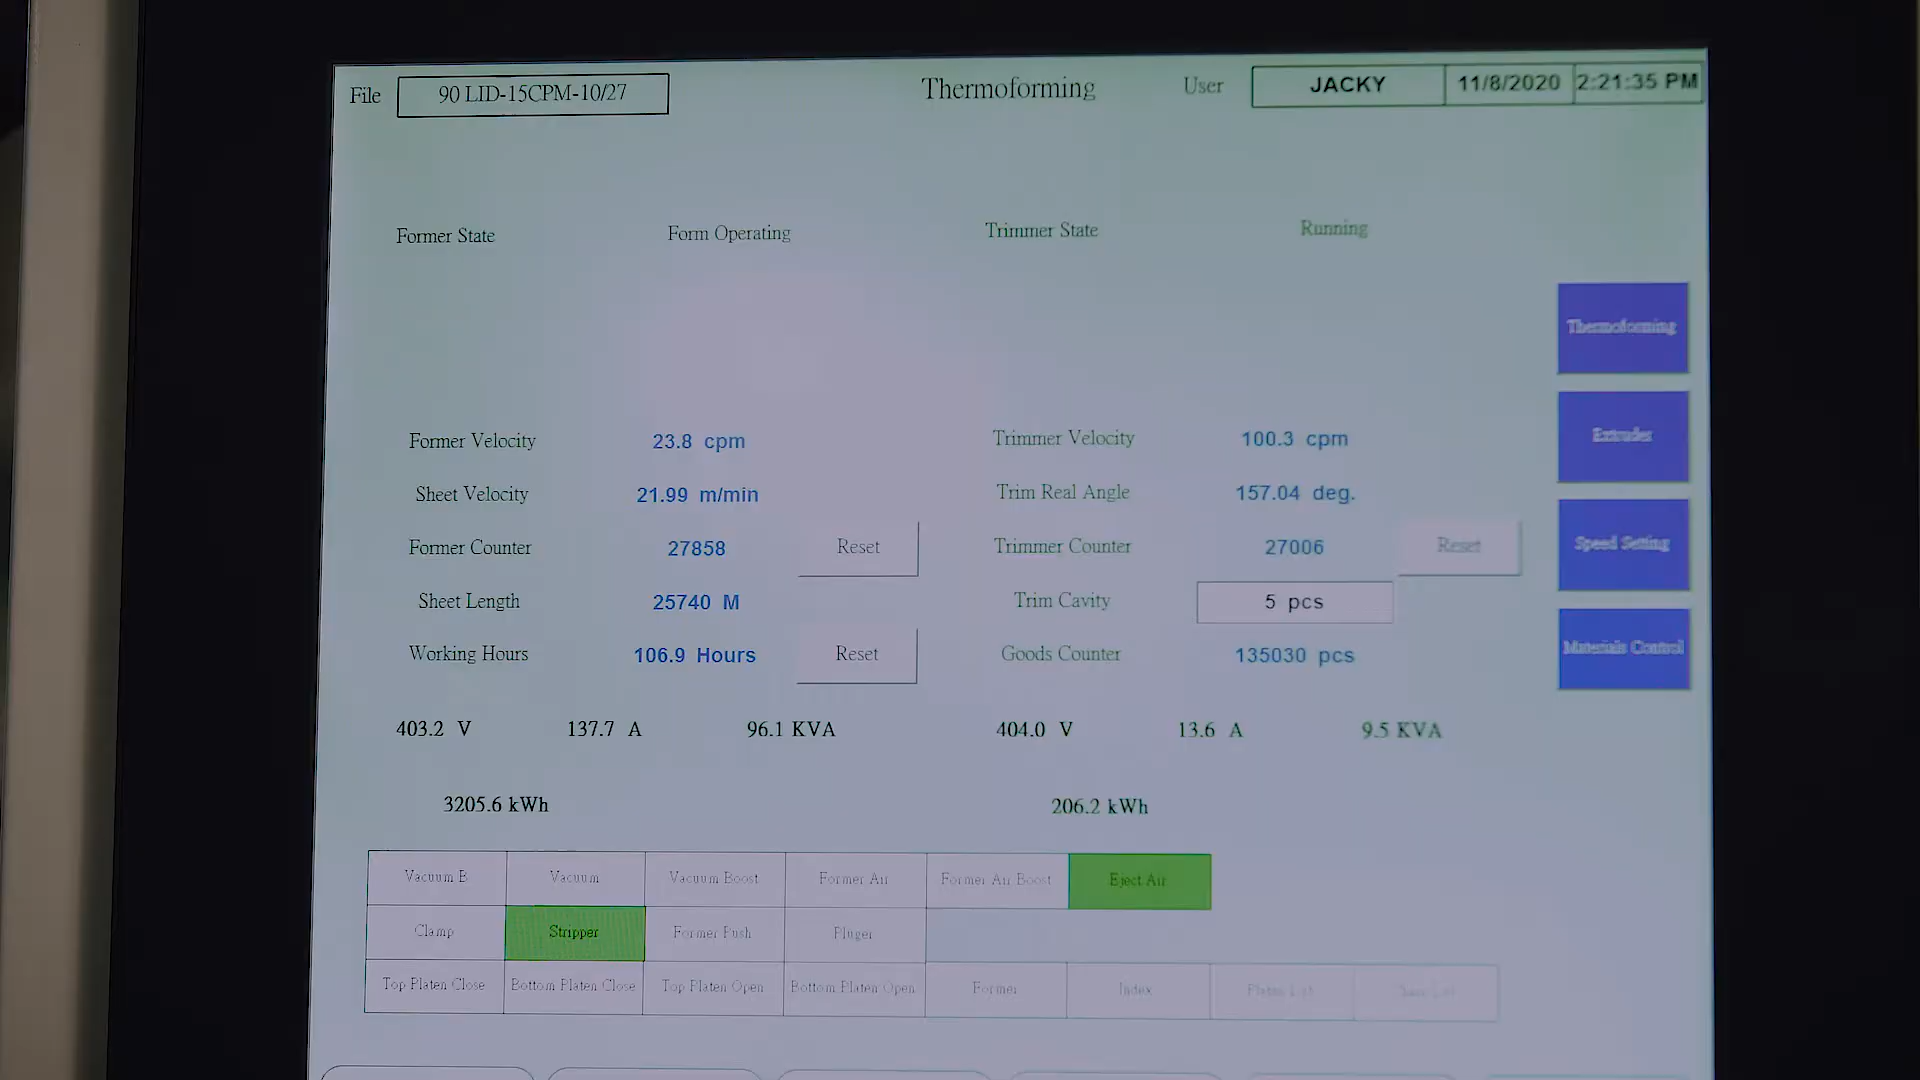 File 90 LID-15CPM-10/27 Thermoforming User JACKY 11/8/2020 2:21:35 PM
Former State Form Operating Trimmer State Running
Thermoforming
Extruder
Former Velocity 23.8 cpm Trimmer Velocity 100.3 cpm
Sheet Velocity 21.99 m/min Trim Real Angle 157.04 deg.
Former Counter 27858 Reset Trimmer Counter 27006 Reset
Speed Setting
Sheet Length 25740 M Trim Cavity 5 pcs
Working Hours 106.9 Hours Reset Goods Counter 135030 pcs
Materials Control
403.2 V 137.7 A 96.1 KVA 404.0 V 13.6 A 9.5 KVA
3205.6 kWh 206.2 kWh
Vacuum B Vacuum Vacuum Boost Former Air Former Air Boost Eject Air
Clamp Stripper Former Push Pluger
Top Platen Close Bottom Platen Close Top Platen Open Bottom Platen Open Former Index